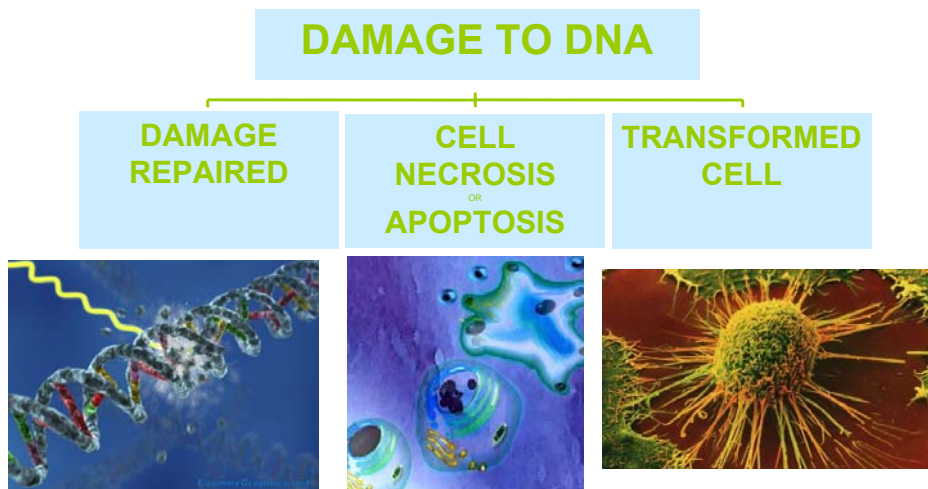 DAMAGE TO DNA
DAMAGE
REPAIRED
CELL
NECROSIS
OR
APOPTOSIS
TRANSFORMED
CELL